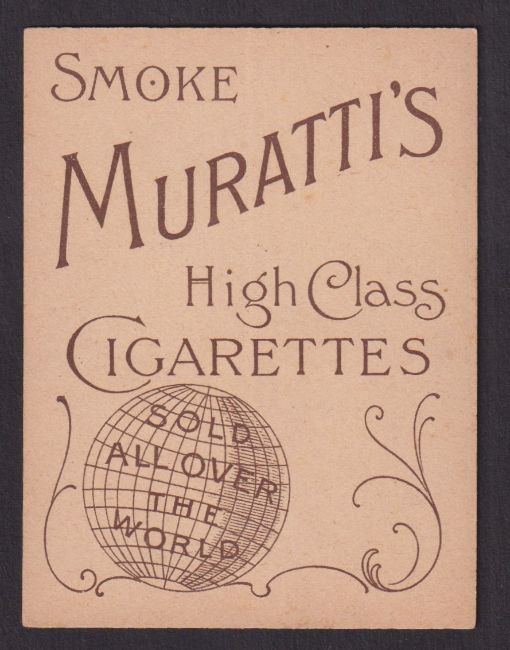 SMOKE
MURATTI'S
High Class
CIGARETTES
SOLD
ALL OVER
THE
WORLD